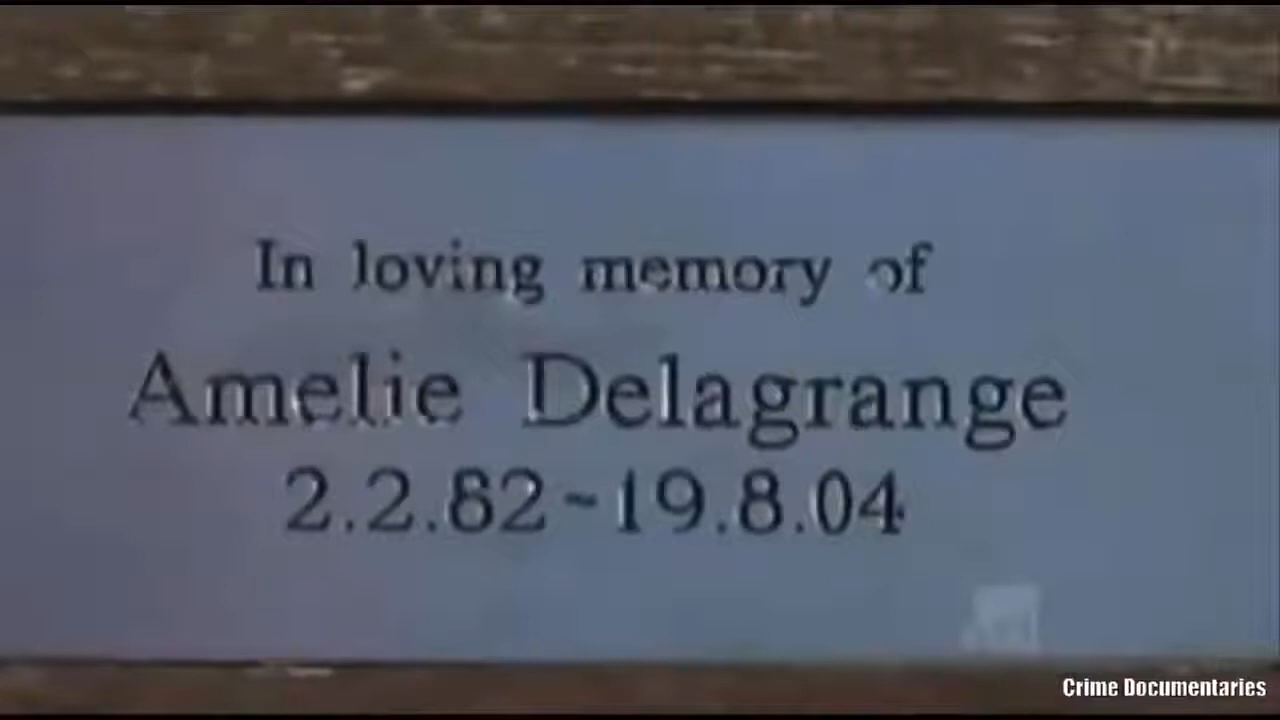 In loving memory of
Amelie Delagrange
2.2.82-19.8.04
Crime Documentaries